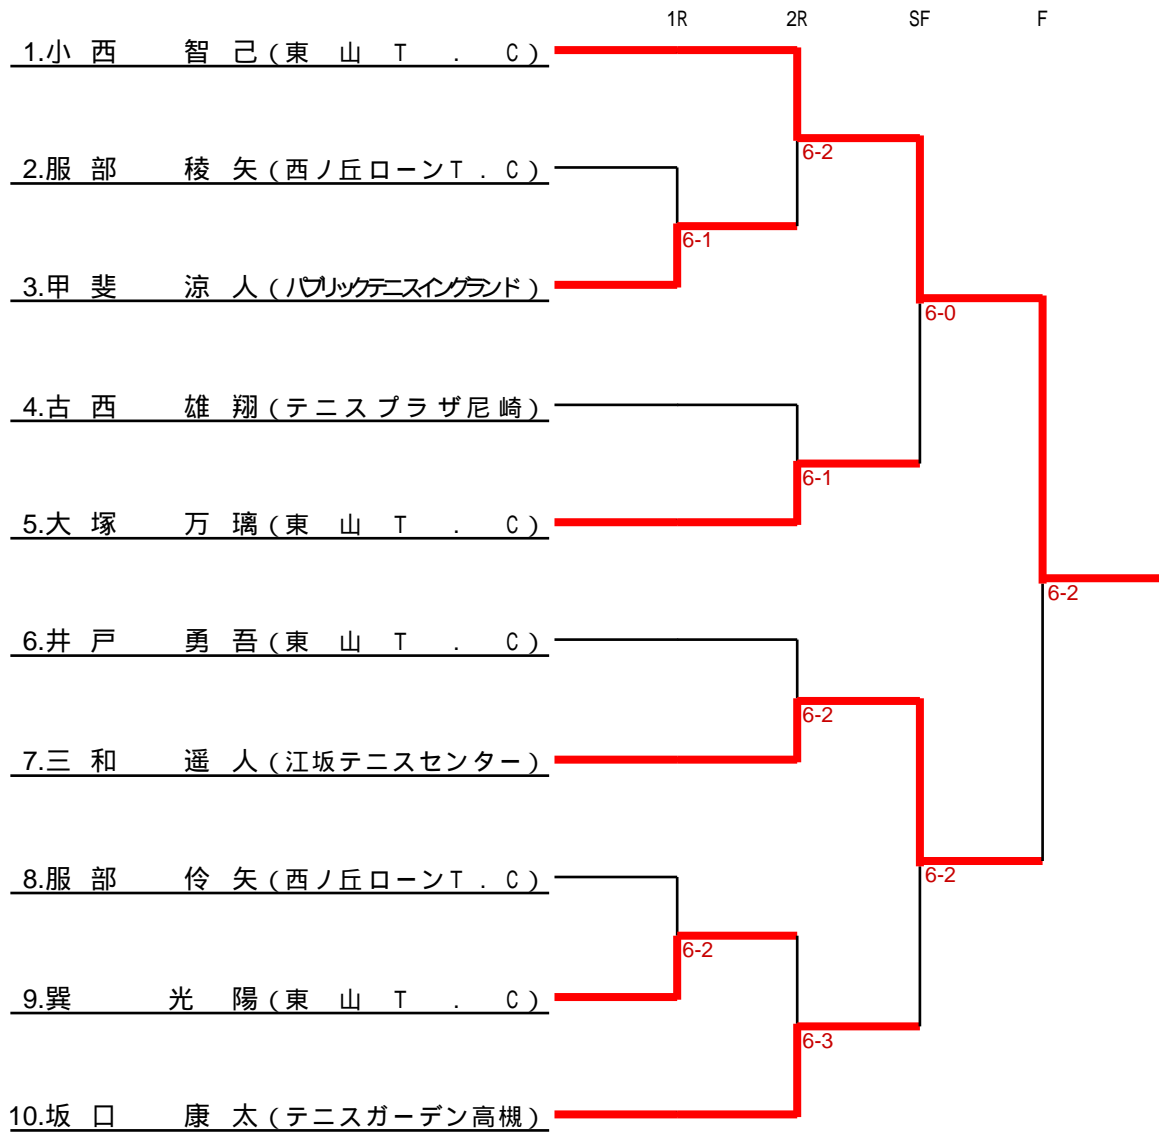 1R 2R SF F
1.小西 智己(東山T.C)
6-2
2.服部 稜矢(西ノ丘ローンT.C)
6-1
3.甲斐 涼人(パブリックテニスイングランド)
6-0
4.古西 雄翔(テニスプラザ尼崎)
6-1
5.大塚 万璃(東山T.C)
6-2
6.井戸 勇吾(東山T.C)
6-2
7.三和 遥人(江坂テニスセンター)
8.服部 伶矢(西ノ丘ローンT.C)
6-2
6-2
9.巽 光陽(東山T.C)
6-3
10.坂口 康太(テニスガーデン高槻)